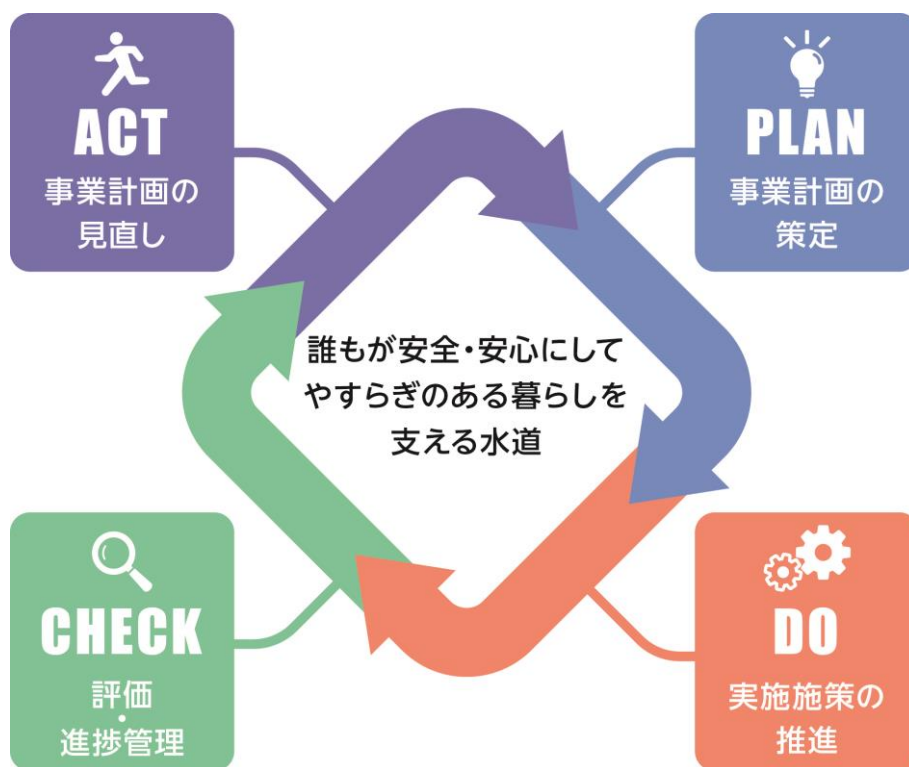 ACT
事業計画の
見直し
PLAN
事業計画の
策定
誰もが安全・安心にして
やすらぎのある暮らしを
支える水道
CHECK
評価
・
進捗管理
DO
実施施策の
推進